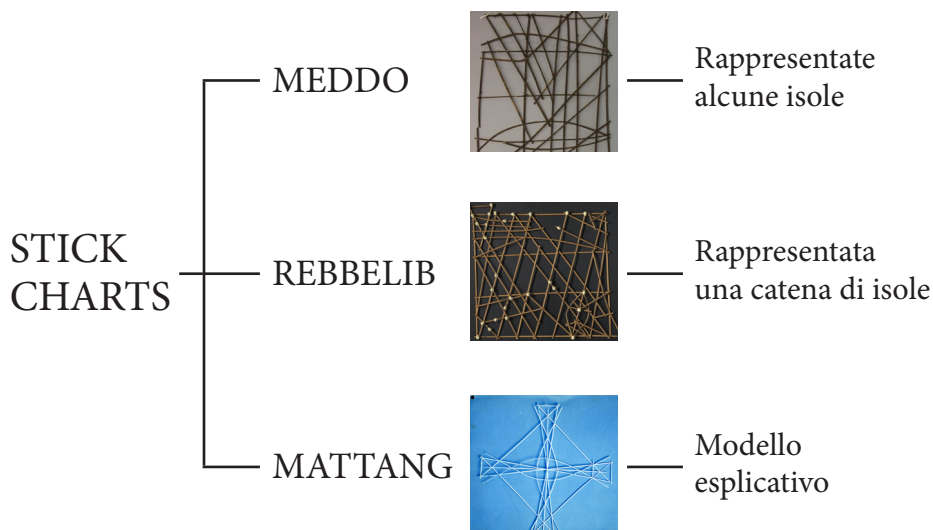 MEDDO
Rappresentate
alcune isole
STICK
CHARTS
REBBELIB
Rappresentata
una catena di isole
MATTANG
Modello
esplicativo